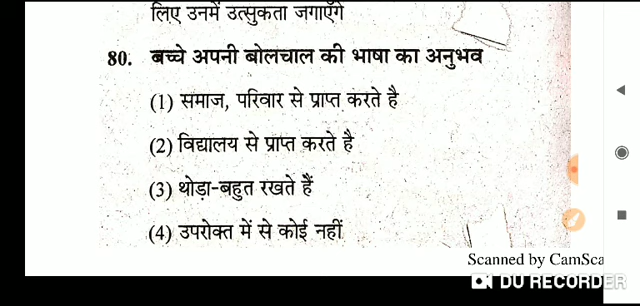 लिए उनमें उत्सुकता जगाएँगे
80. बच्चे अपनी बोलचाल की भाषा का अनुभव
(1) समाज, परिवार से प्राप्त करते है
(2) विद्यालय से प्राप्त करते है
(3) थोड़ा-बहुत रखते हैं
(4) उपरोक्त में से कोई नहीं
Scanned by CamSca
DU RECORDER